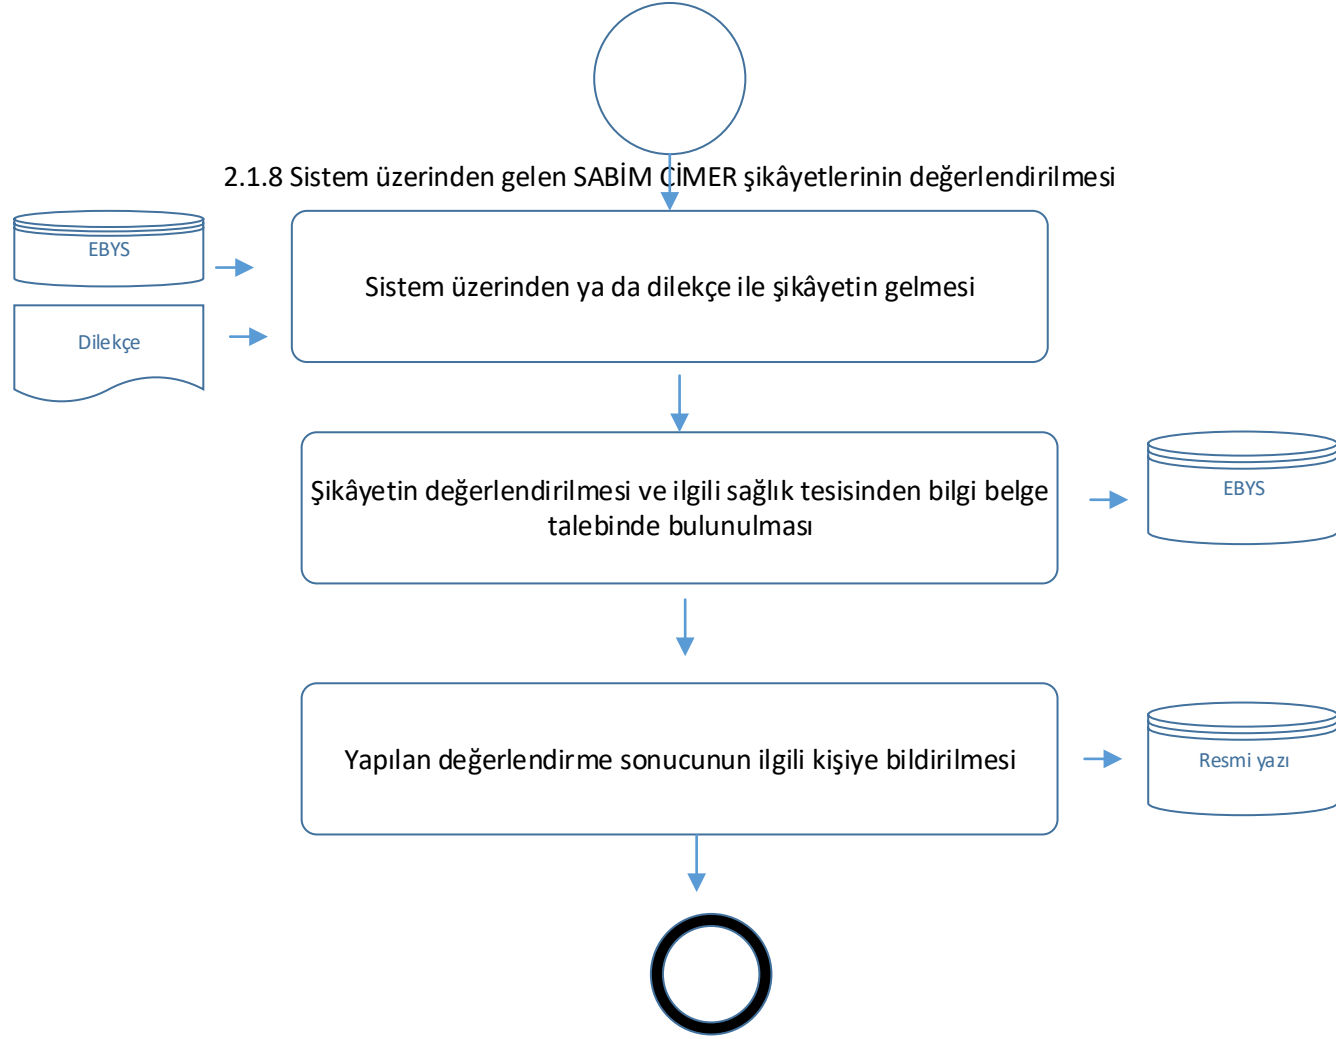 2.1.8 Sistem üzerinden gelen SABİM CİMER şikâyetlerinin değerlendirilmesi
EBYS
Sistem üzerinden ya da dilekçe ile şikâyetin gelmesi
Dilekçe
Şikâyetin değerlendirilmesi ve ilgili sağlık tesisinden bilgi belge
talebinde bulunulması
EBYS
Yapılan değerlendirme sonucunun ilgili kişiye bildirilmesi
Resmi yazı